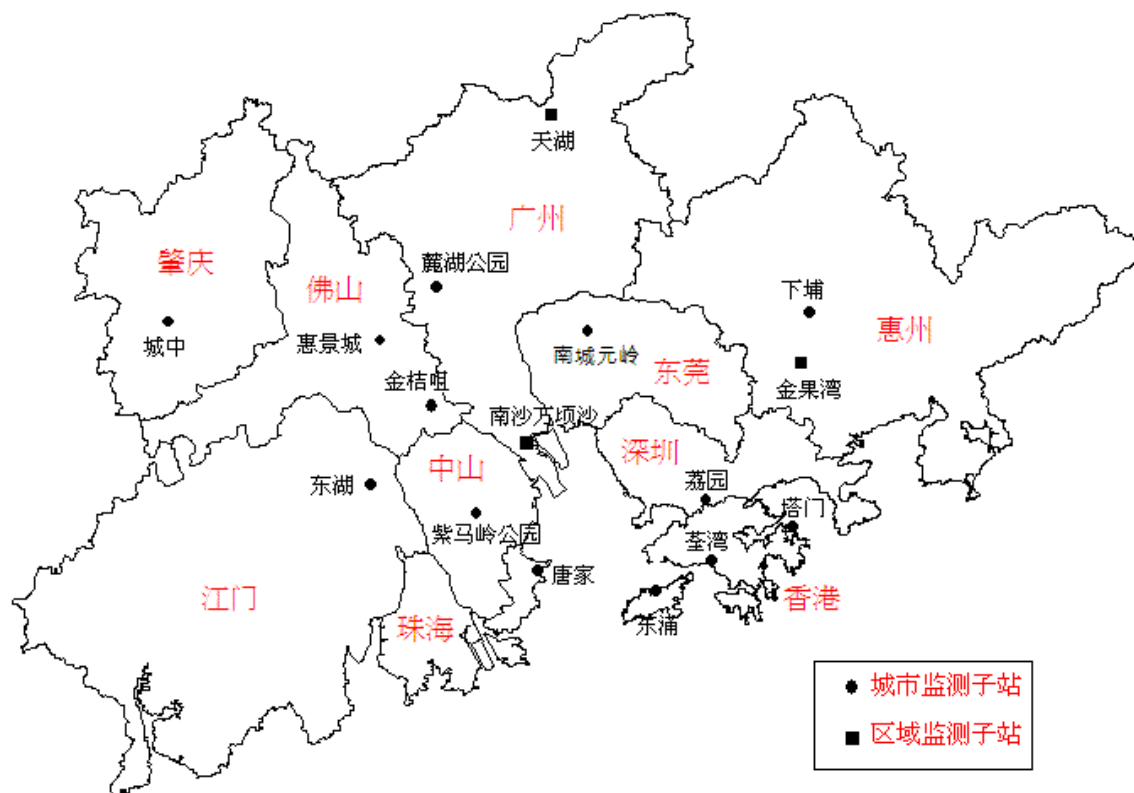 天湖
广州
肇庆
麓湖公园
佛山
下埔
惠州
城中
惠景城
南城元岭
东莞
金果湾
金桔咀
南沙万顷沙
中山
深圳
东湖
荔园
紫马岭公园
塔门
荃湾
唐家
江门
香港
珠海
东涌
城市监测子站
区域监测子站